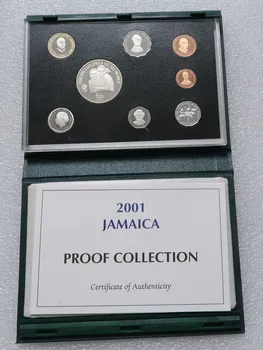 2001
JAMAICA
PROOF COLLECTION
Certificate of Authenticity